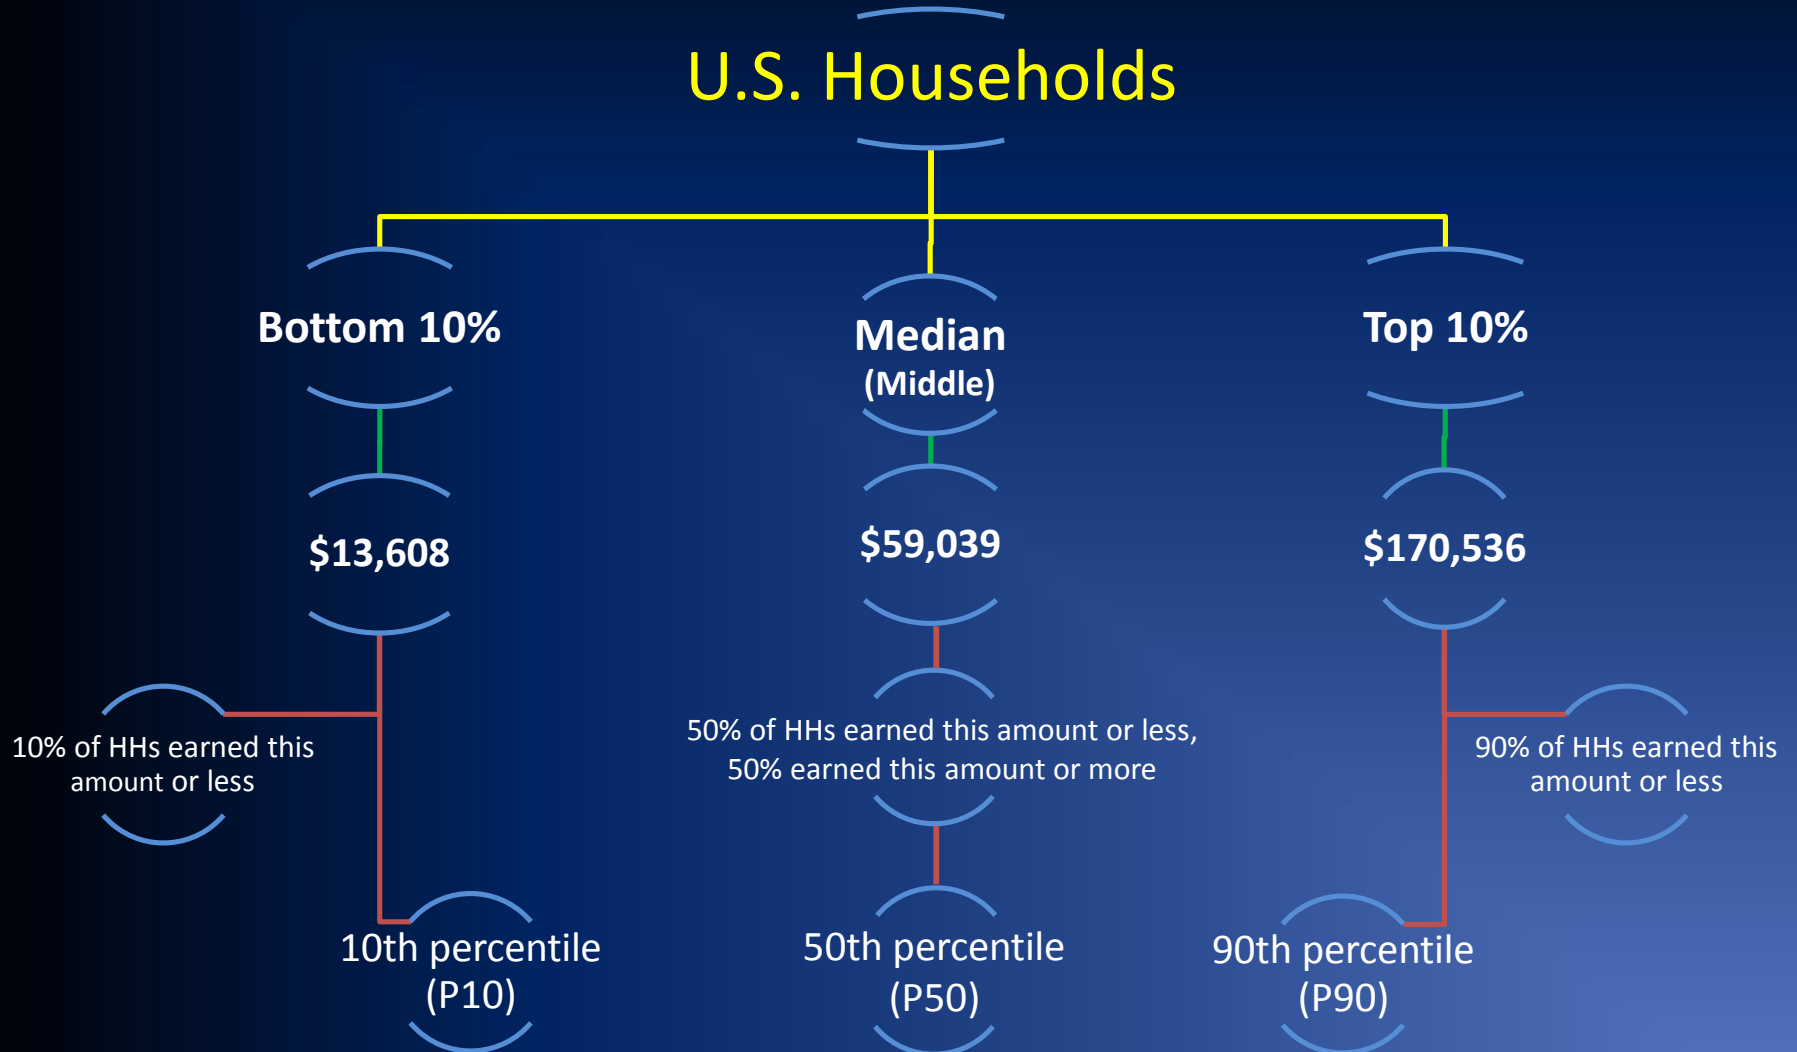 U.S. Households
Bottom 10%
Median
(Middle)
Top 10%
$13,608
$59,039
$170,536
10% of HHs earned this
amount or less
50% of HHs earned this amount or less,
50% earned this amount or more
90% of HHs earned this
amount or less
10th percentile
(P10)
50th percentile
(P50)
90th percentile
(P90)